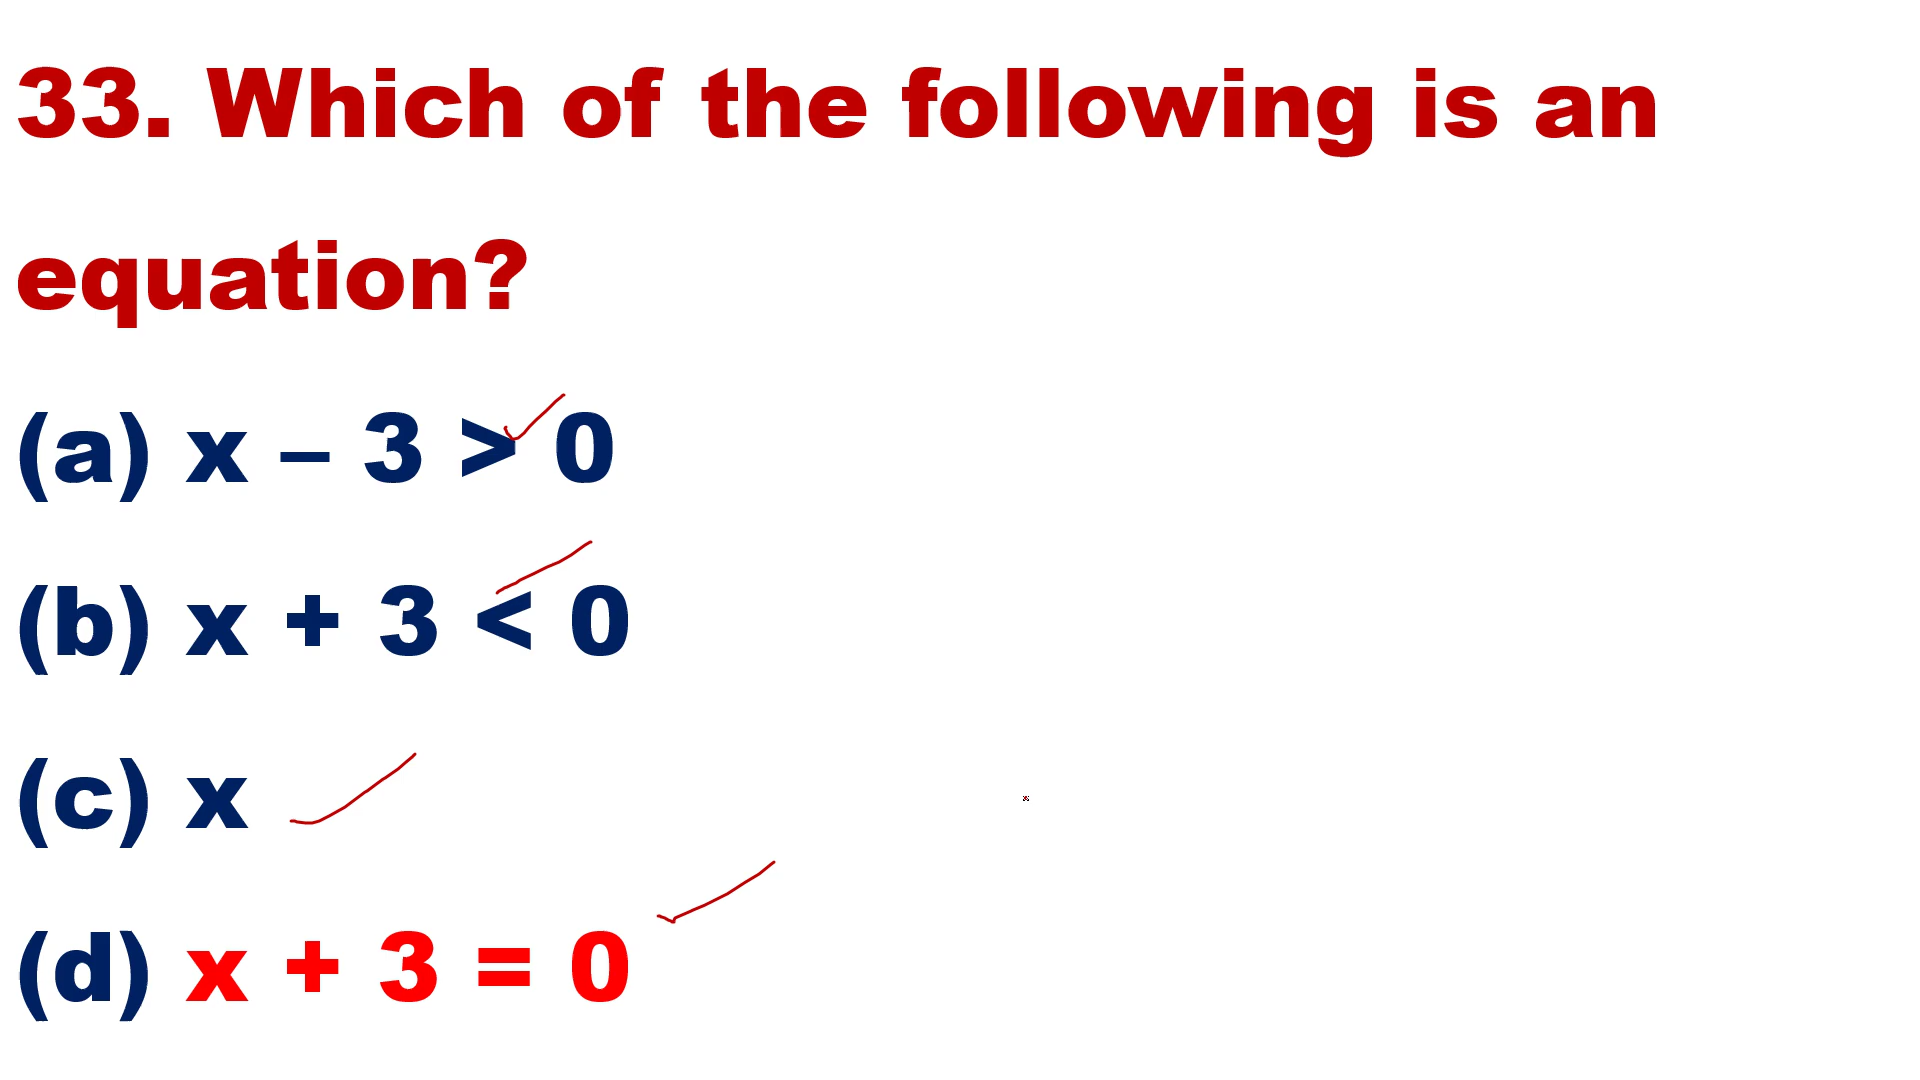 33. Which of the following is an
equation?
(a) x – 3 > 0
(b) x + 3 < 0
(c) x
(d) x + 3 = 0